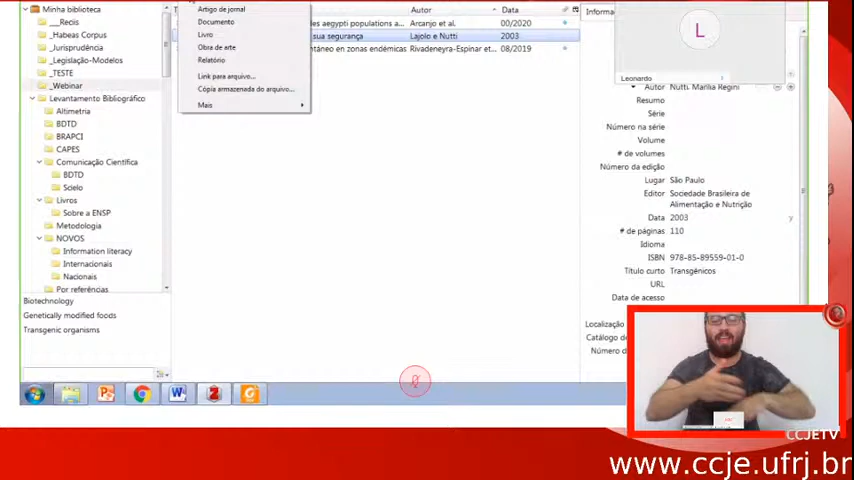 Minha biblioteca
__Recis
_Habeas Corpus
_Jurisprudência
_Legislação-Modelos
_TESTE
_Webinar
Levantamento Bibliográfico
Altimetria
BDTD
BRAPCI
CAPES
Comunicação Científica
BDTD
Scielo
Livros
Sobre a ENSP
Metodologia
NOVOS
Information literacy
Internacionais
Nacionais
Por referências
Biotechnology
Genetically modified foods
Transgenic organisms
Artigo de jornal
Documento
Livro
Obra de arte
Relatório
Link para arquivo...
Cópia armazenada do arquivo...
Mais
Autor Data
les aegypti populations a... Arcanjo et al. 00/2020
sua segurança Lajolo e Nutti 2003
ntáneo en zonas endémicas Rivadeneyra-Espinar et... 08/2019
Informa
L
Leonardo
Autor Nutti, Marília Regini
Resumo
Série
Número na série
Volume
# de volumes
Número da edição
Lugar São Paulo
Editor Sociedade Brasileira de
Alimentação e Nutrição
Data 2003 y
# de páginas 110
Idioma
ISBN 978-85-89559-01-0
Título curto Transgênicos
URL
Data de acesso
Localização
Catálogo de
Número d
CCJETV
www.ccje.ufrj.br